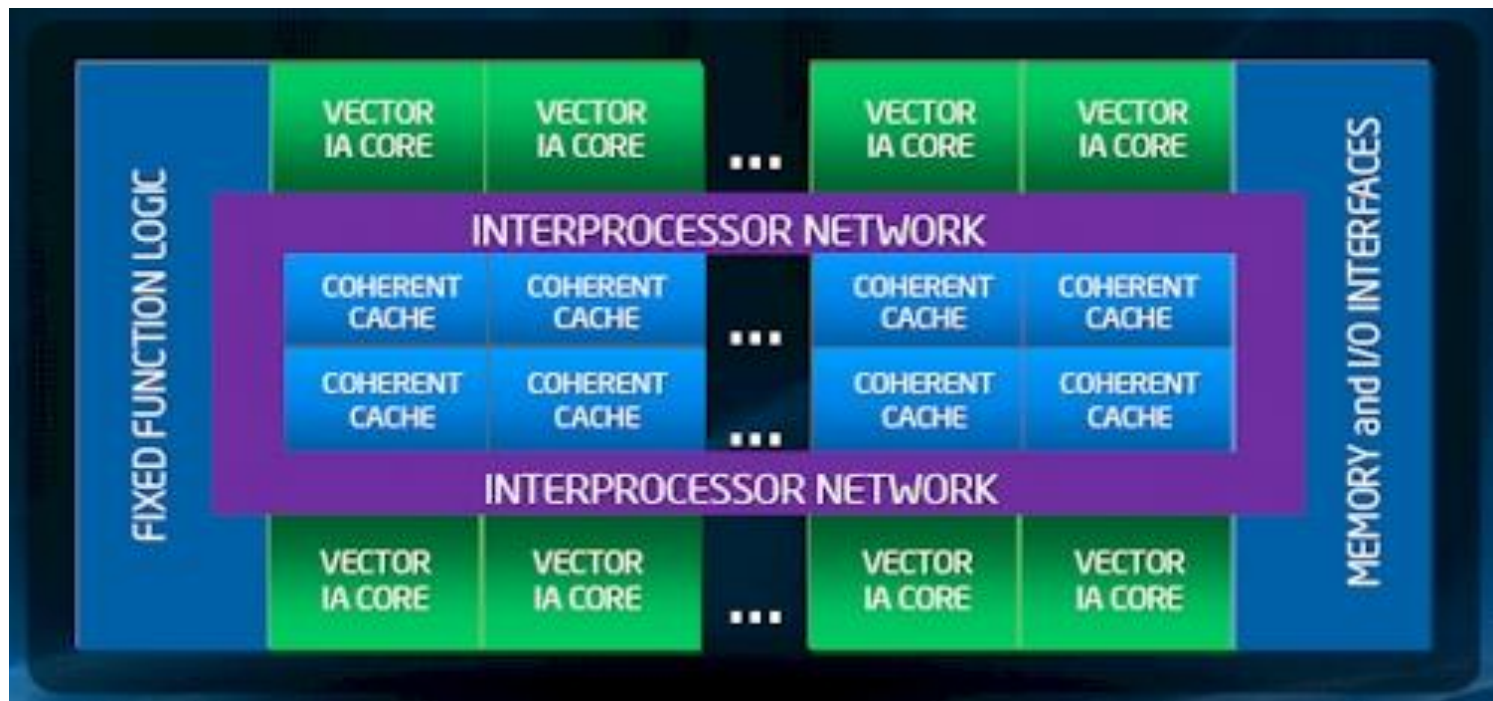 VECTOR
IA CORE
VECTOR
IA CORE
...
VECTOR
IA CORE
VECTOR
IA CORE
FIXED FUNCTION LOGIC
INTERPROCESSOR NETWORK
COHERENT
CACHE
COHERENT
CACHE
...
COHERENT
CACHE
COHERENT
CACHE
COHERENT
CACHE
COHERENT
CACHE
...
COHERENT
CACHE
COHERENT
CACHE
INTERPROCESSOR NETWORK
MEMORY and I/O INTERFACES
VECTOR
IA CORE
VECTOR
IA CORE
...
VECTOR
IA CORE
VECTOR
IA CORE